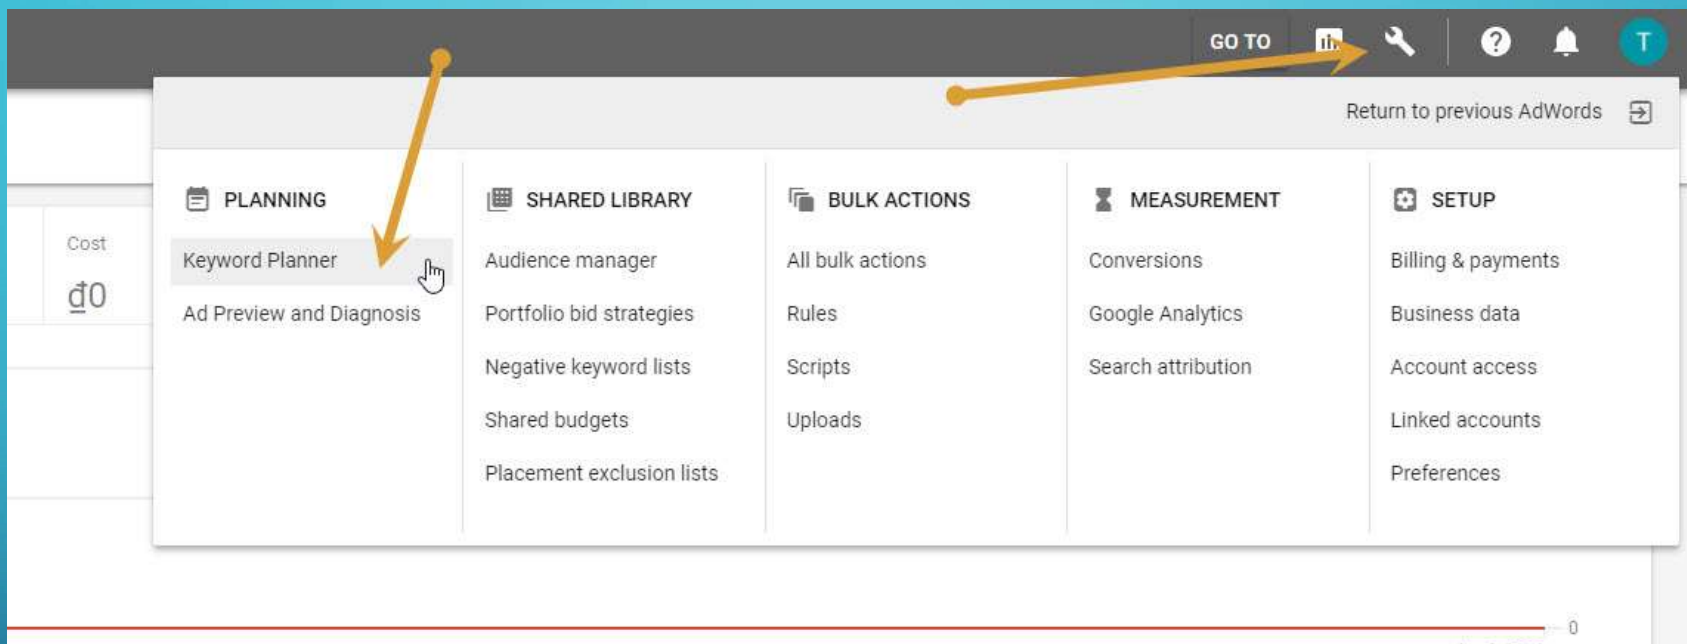 GO TO
T
Return to previous AdWords
Cost
₫0
PLANNING
Keyword Planner
Ad Preview and Diagnosis
SHARED LIBRARY
Audience manager
Portfolio bid strategies
Negative keyword lists
Shared budgets
Placement exclusion lists
BULK ACTIONS
All bulk actions
Rules
Scripts
Uploads
MEASUREMENT
Conversions
Google Analytics
Search attribution
SETUP
Billing & payments
Business data
Account access
Linked accounts
Preferences
0